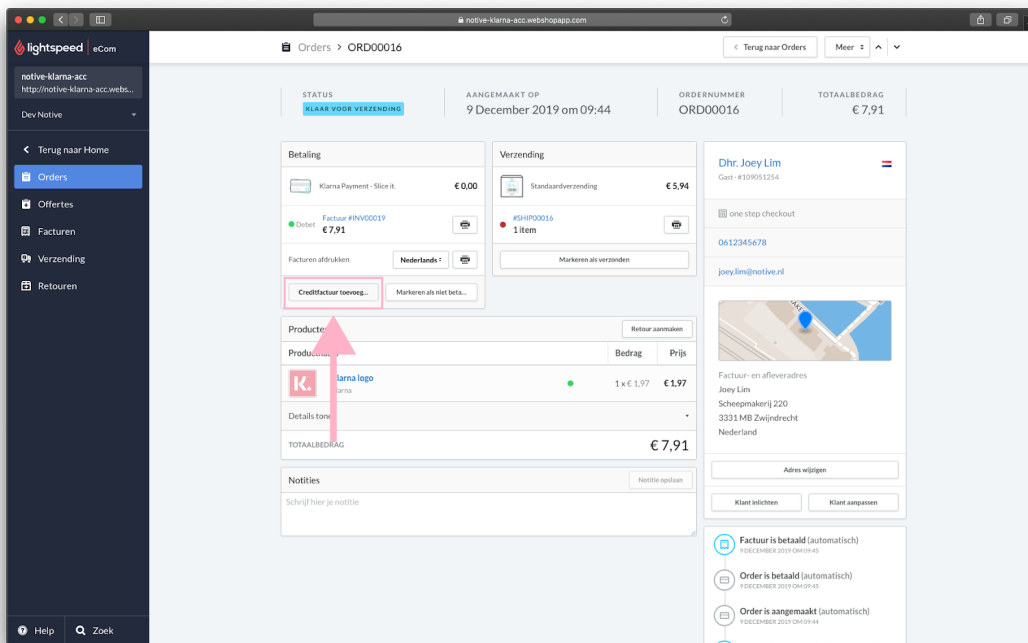 notive-klarna-acc.webshopapp.com
lightspeed eCom
notive-klarna-acc
http://notive-klarna-acc.webs...
Dev Notive
Terug naar Home
Orders
Offertes
Facturen
Verzending
Retouren
Help
Zoek
Orders > ORD00016
Terug naar Orders
Meer
STATUS
KLAAR VOOR VERZENDING
AANGEMAAKT OP
9 December 2019 om 09:44
ORDERNUMMER
ORD00016
TOTAALBEDRAG
€ 7,91
Betaling
Klarna Payment - Slice it. € 0,00
Debet Factuur #INV00019
€ 7,91
Facturen afdrukken Nederlands
Creditfactuur toevoeg... Markeren als niet beta...
Verzending
Standaardverzending € 5,94
#SHIP00016
1 item
Markeren als verzonden
Retour aanmaken
Bedrag Prijs
K. larna logo 1 x € 1,97 € 1,97
arna
Details
TOTAALBEDRAG € 7,91
Notities Notitie opslaan
Schrijf hier je notitie
Dhr. Joey Lim
Gast - #109051254
one step checkout
0612345678
joey.lim@notive.nl
Factuur- en afleveradres
Joey Lim
Scheepmakerij 220
3331 MB Zwijndrecht
Nederland
Adres wijzigen
Klant inlichten Klant aanpassen
Factuur is betaald (automatisch)
9 DECEMBER 2019 OM 09:45
Order is betaald (automatisch)
9 DECEMBER 2019 OM 09:45
Order is aangemaakt (automatisch)
9 DECEMBER 2019 OM 09:44